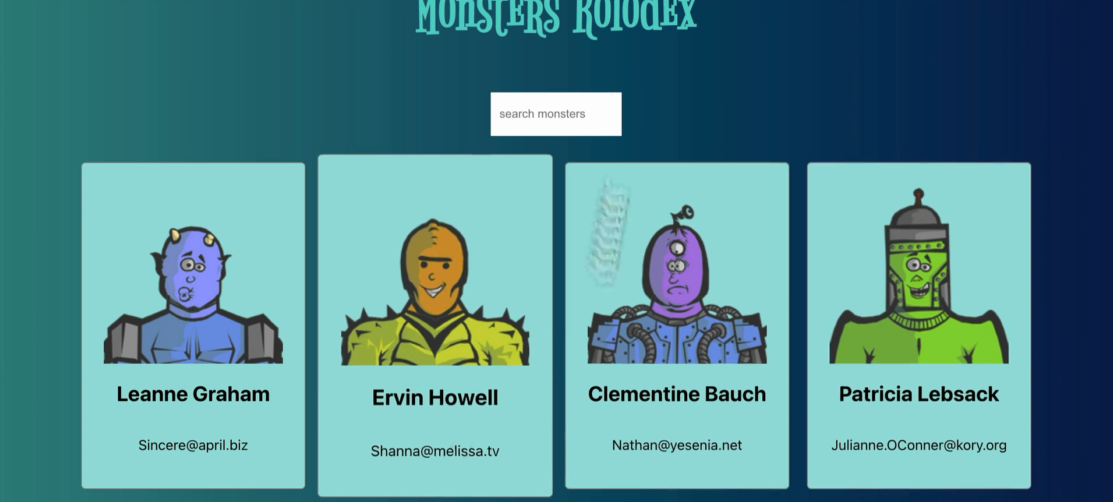 Monsters Rolodex
search monsters
Leanne Graham
Ervin Howell
Clementine Bauch
Patricia Lebsack
Sincere@april.biz
Shanna@melissa.tv
Nathan@yesenia.net
Julianne.OConner@kory.org